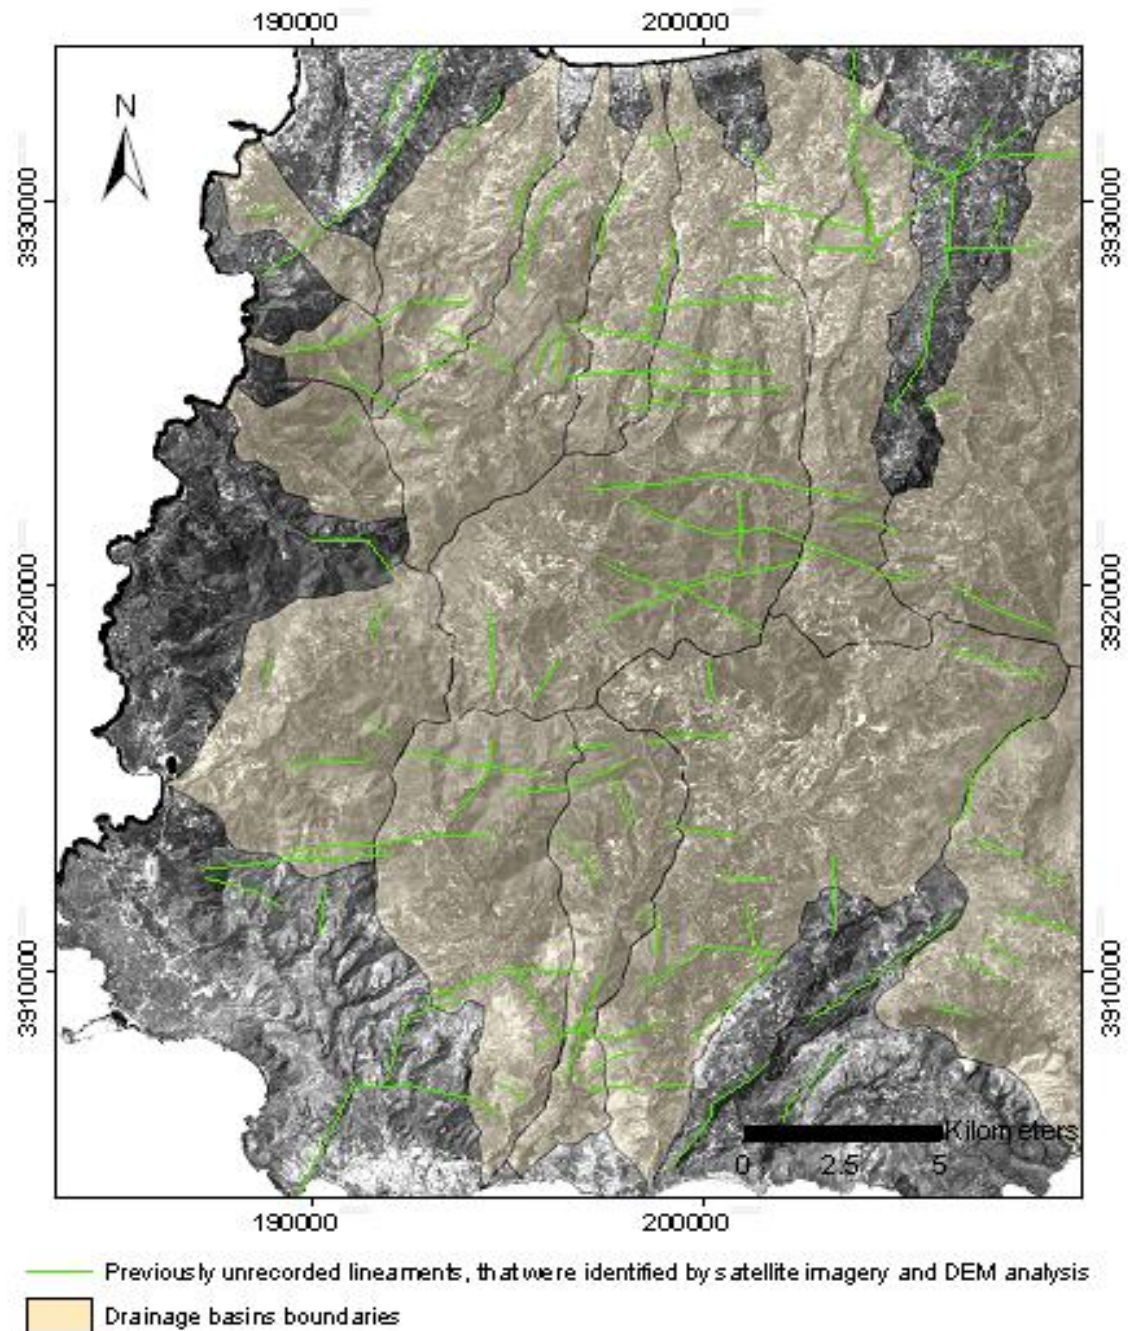 190000 200000
N
3930000 3930000
3920000 3920000
3910000 3910000
Kilometers
0 2.5 5
190000 200000
Previously unrecorded lineaments, that were identified by satellite imagery and DEM analysis
Drainage basins boundaries